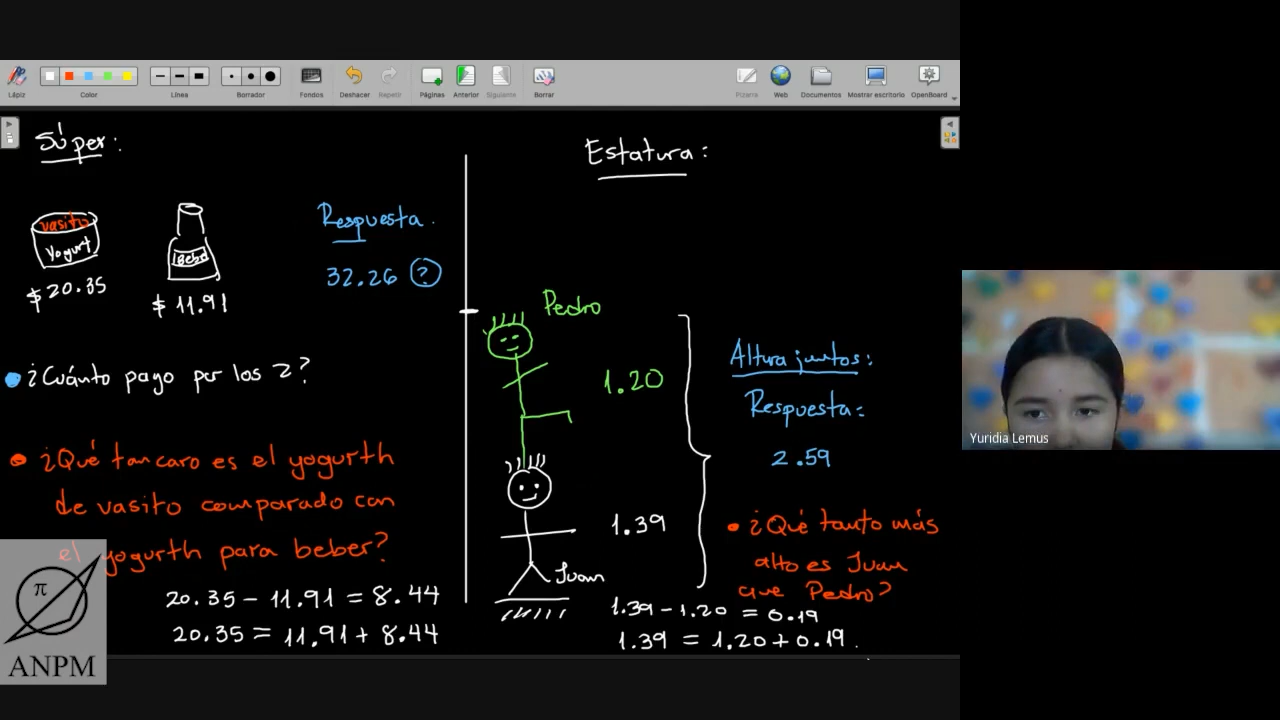 Lápiz
Color
Línea
Borrador
Fondos
Deshacer
Repetir
Páginas
Anterior
Siguiente
Borrar
Pizarra
Web
Documentos
Mostrar escritorio
OpenBoard
Súper:
vasito
Yogurt
$20.35
Bebe
$11.91
Respuesta.
32.26 ?
¿Cuánto pago por los 2?
¿Qué tan caro es el yogurth
de vasito comparado con
el yogurth para beber?
20.35 - 11.91 = 8.44
20.35 = 11.91 + 8.44
Estatura:
Pedro
1.20
1.39
Juan
Altura juntos:
Respuesta:
2.59
¿Qué tanto más
alto es Juan
que Pedro?
1.39 - 1.20 = 0.19
1.39 = 1.20 + 0.19.
π
ANPM
Yuridia Lemus